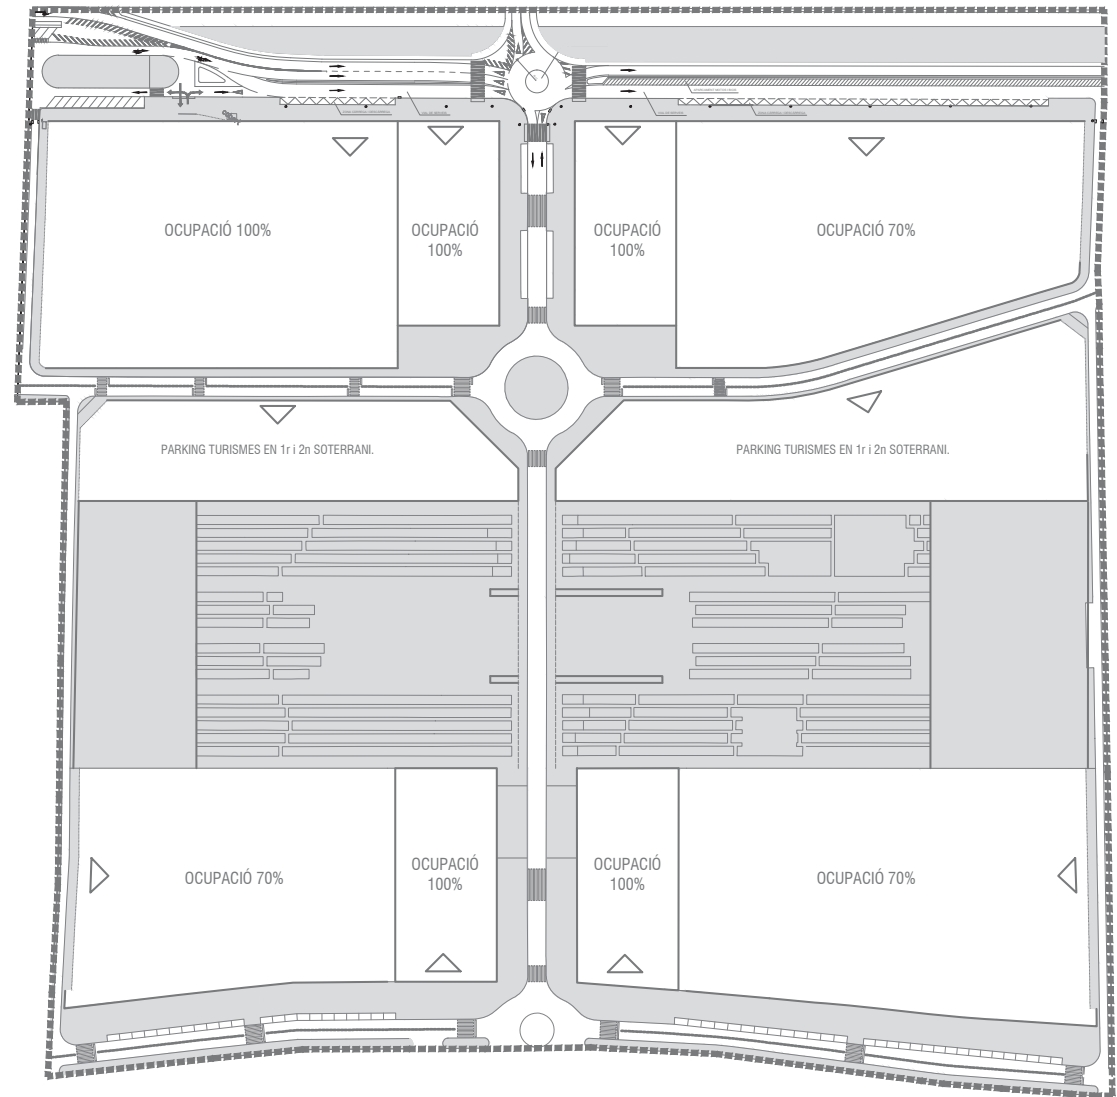 OCUPACIÓ 100%
OCUPACIÓ
100%
OCUPACIÓ
100%
OCUPACIÓ 70%
PARKING TURISMES EN 1r i 2n SOTERRANI.
PARKING TURISMES EN 1r i 2n SOTERRANI.
OCUPACIÓ 70%
OCUPACIÓ
100%
OCUPACIÓ
100%
OCUPACIÓ 70%